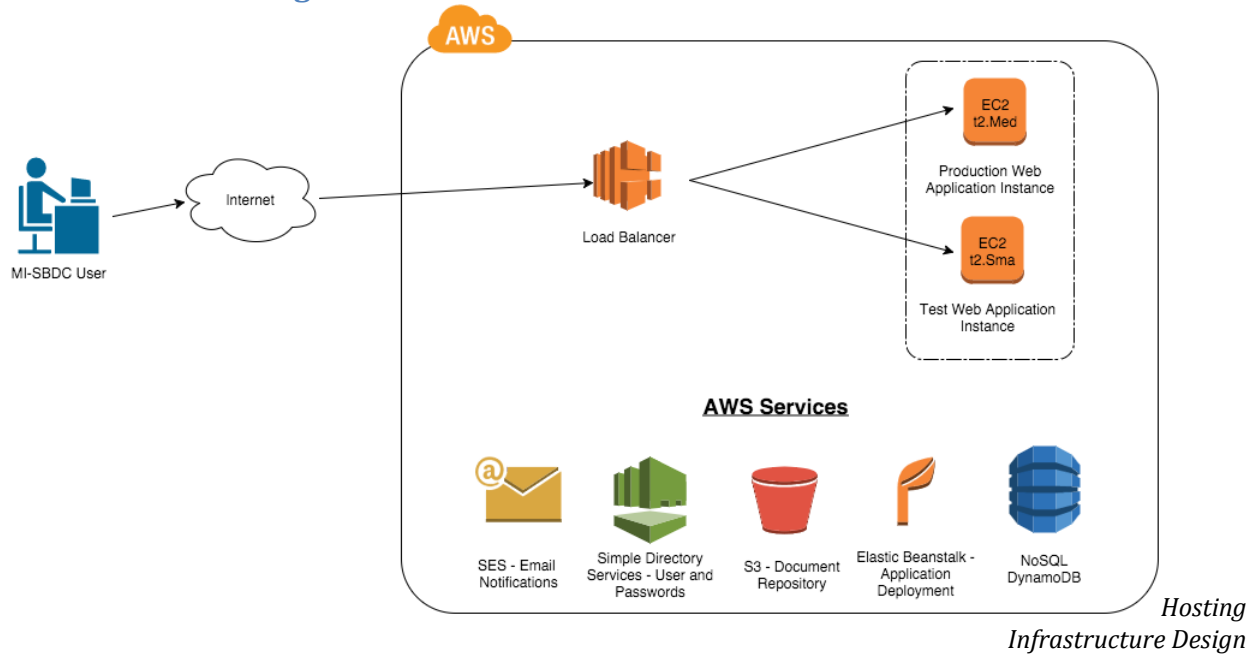 AWS
EC2
t2.Med
Production Web
Application Instance
MI-SBDC User
Internet
Load Balancer
EC2
t2.Sma
Test Web Application
Instance
AWS Services
@
SES - Email
Notifications
Simple Directory
Services - User and
Passwords
S3 - Document
Repository
Elastic Beanstalk -
Application
Deployment
NoSQL
DynamoDB
Hosting
Infrastructure Design